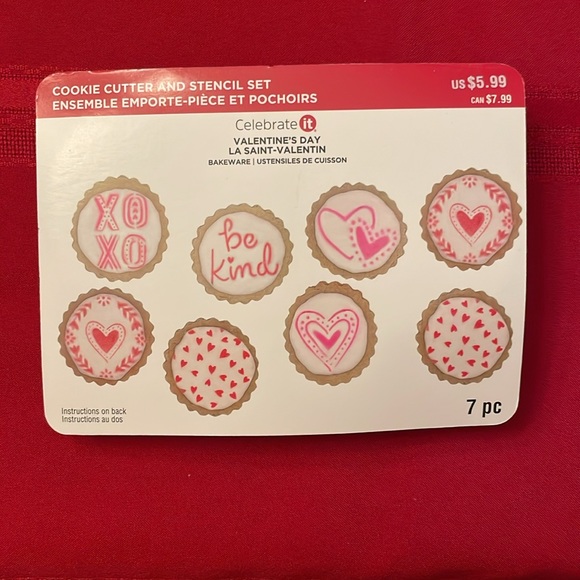 COOKIE CUTTER AND STENCIL SET
ENSEMBLE EMPORTE-PIÈCE ET POCHOIRS
US $5.99
CAN $7.99
Celebrate it
VALENTINE'S DAY
LA SAINT-VALENTIN
BAKEWARE | USTENSILES DE CUISSON
XO
XO
be
Kind
Instructions on back
Instructions au dos
7 pc